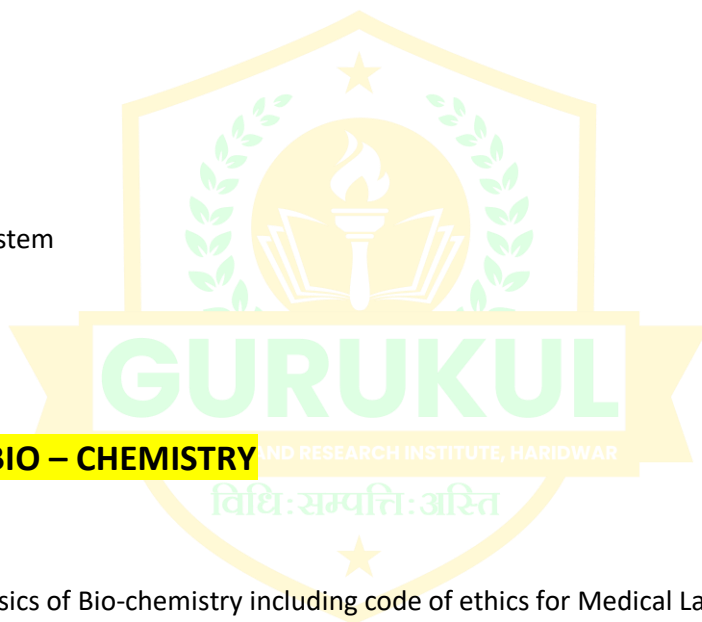 stem
GURUKUL
BIO – CHEMISTRY
AND RESEARCH INSTITUTE, HARIDWAR
विधिःसम्पत्तिःअस्ति
sics of Bio-chemistry including code of ethics for Medical La